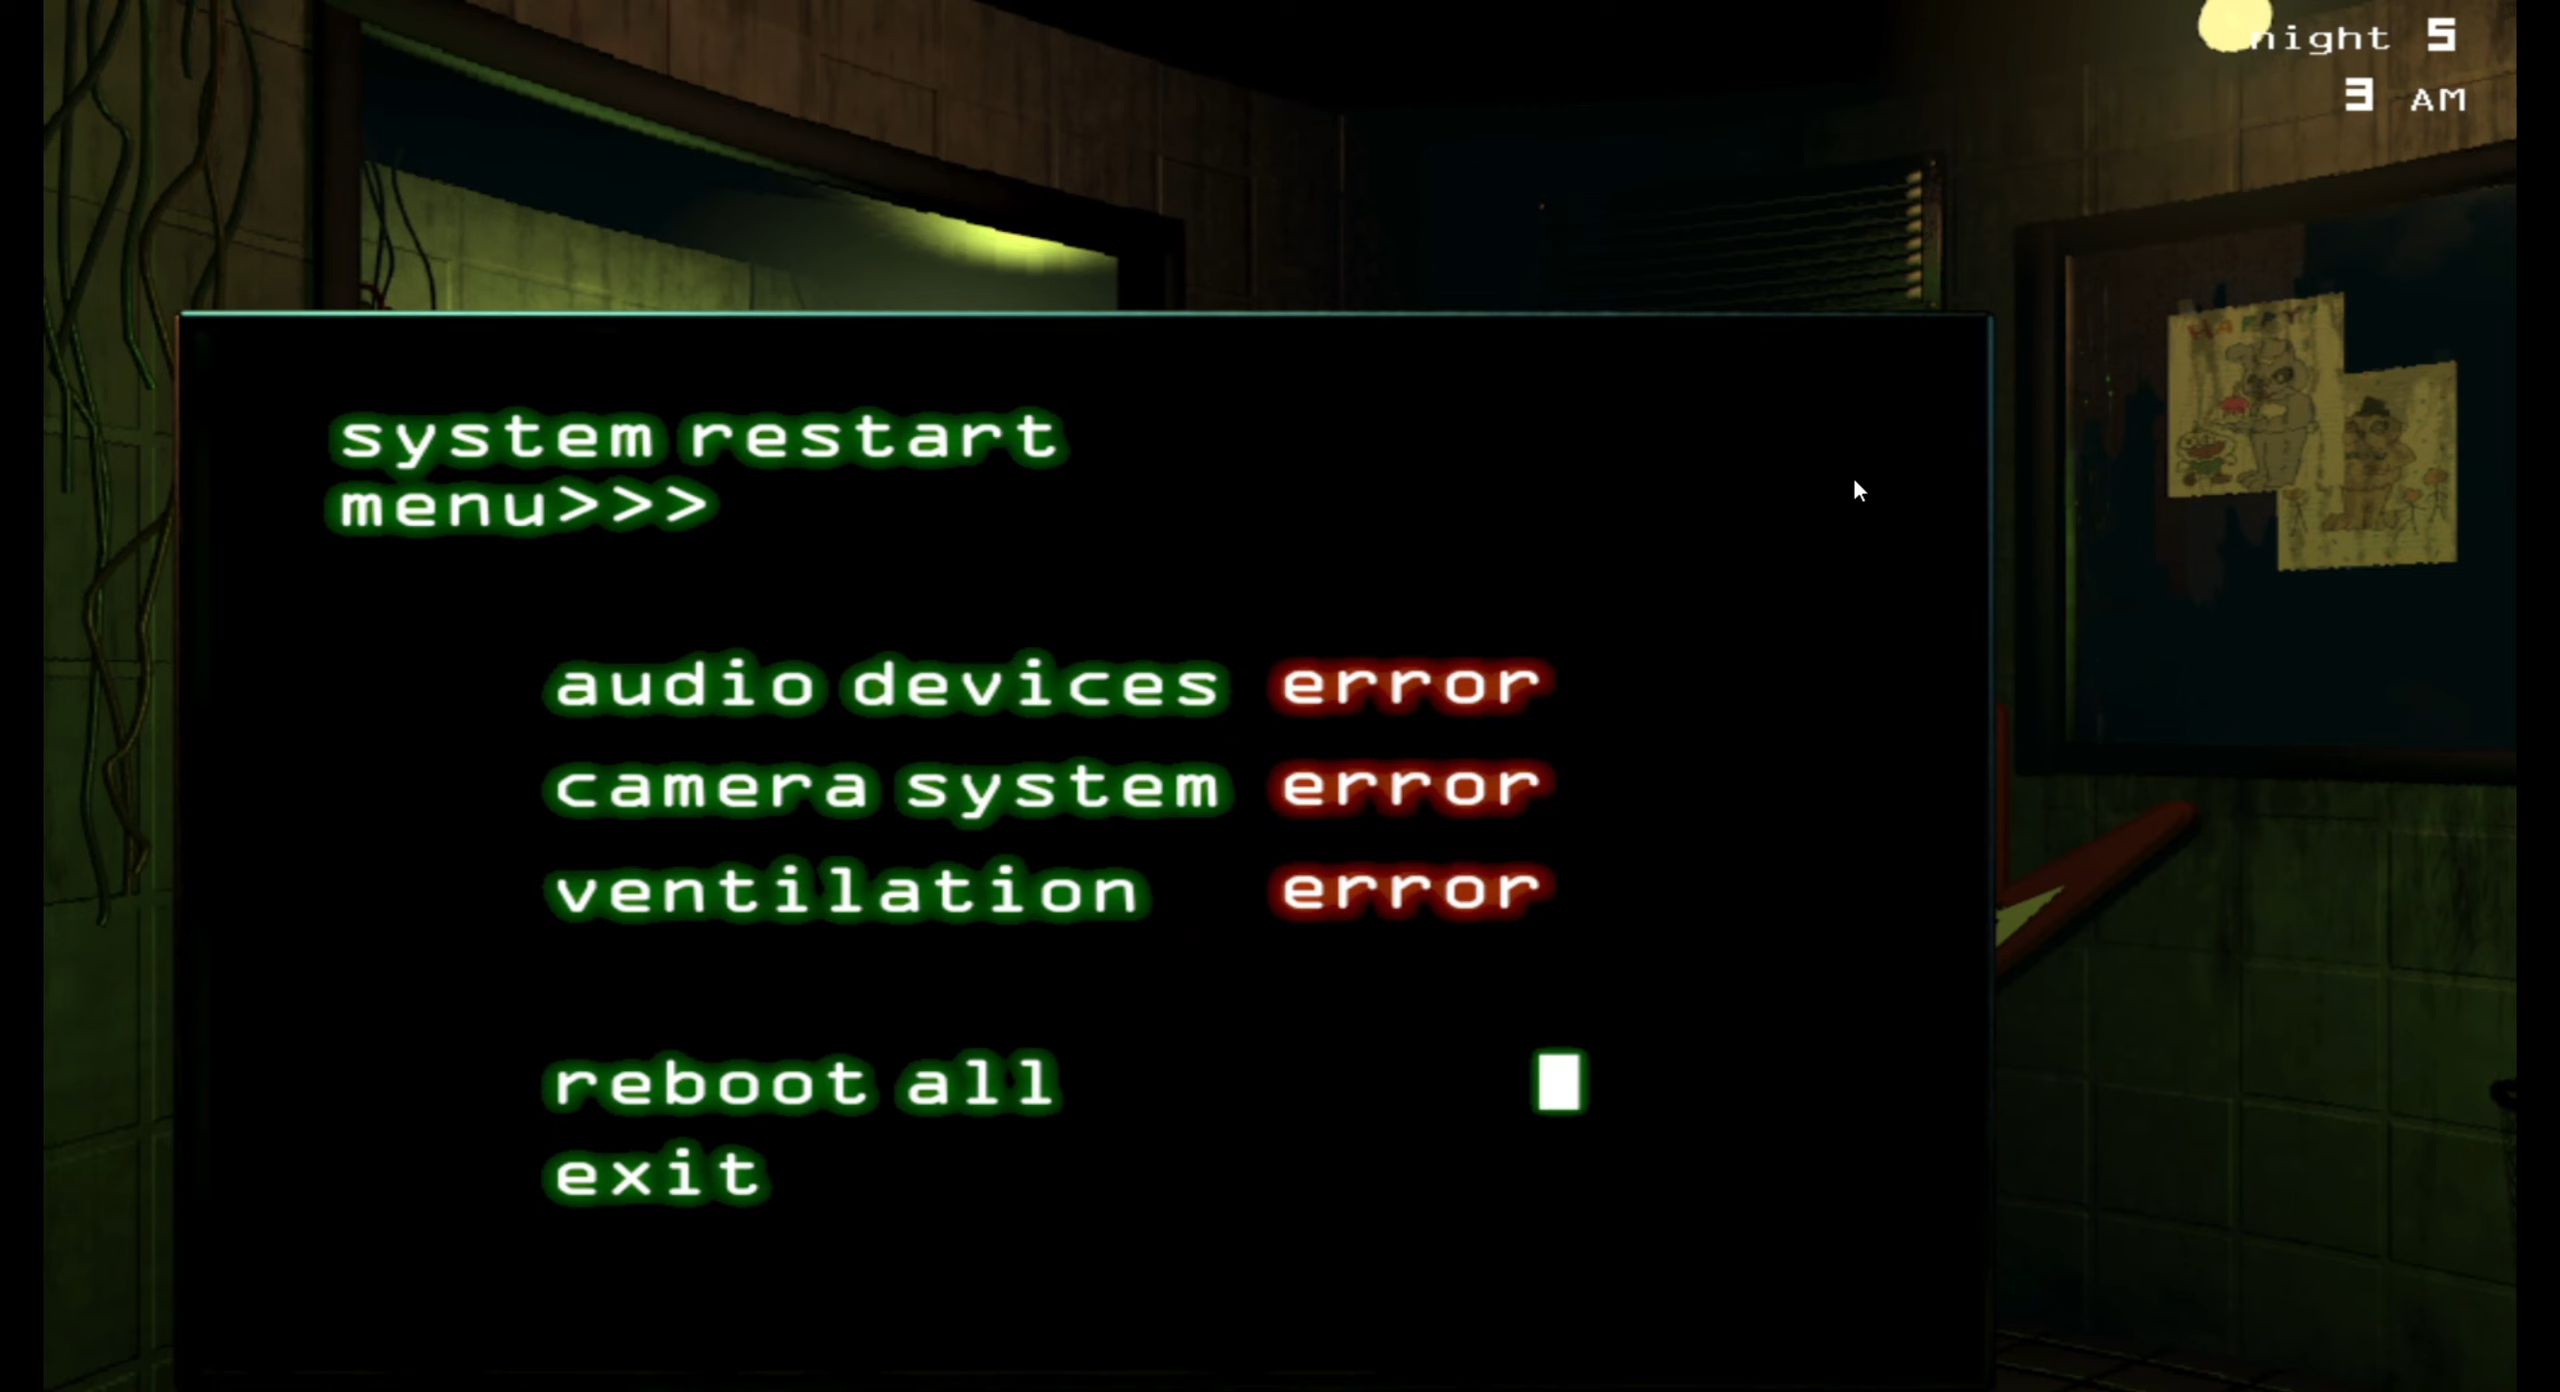 night 5
3 AM
system restart
menu>>>
audio devices error
camera system error
ventilation error
reboot all
exit